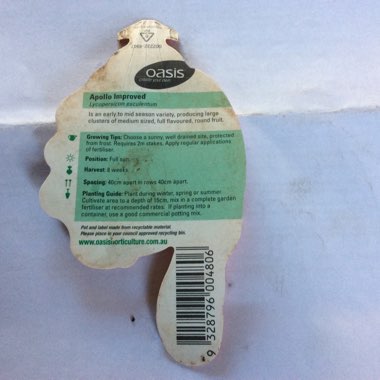 oasis
create your own
Apollo Improved
Lycopersicum esculentum
Is an early to mid season variety, producing large
clusters of medium sized, full flavoured, round fruit.
Growing Tips: Choose a sunny, well drained site, protected
from frost. Requires 2m stakes. Apply regular applications
of fertiliser.
Position: Full sun.
Harvest: 8 weeks
Spacing: 40cm apart in rows 40cm apart.
Planting Guide: Plant during winter, spring or summer.
Cultivate area to a depth of 15cm, mix in a complete garden
fertiliser at recommended rates. If planting into a
container, use a good commercial potting mix.
Pot and label made from recyclable material.
Please place in your council approved recycling bin.
www.oasishorticulture.com.au
9 328796 004806